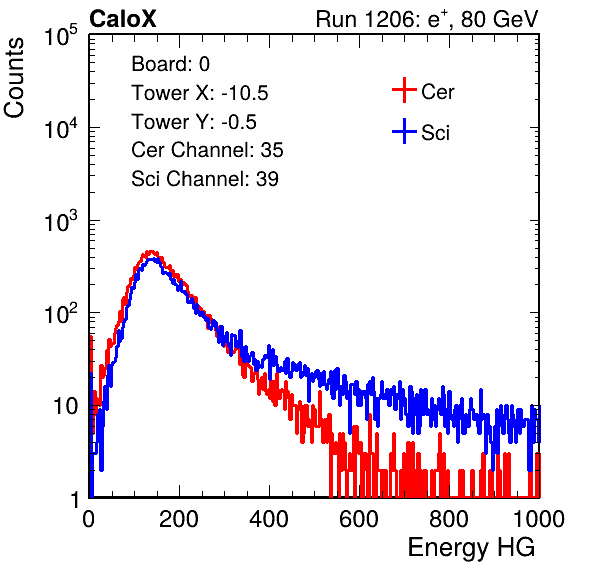 CaloX Run 1206: e⁺, 80 GeV
Counts
10⁵
10⁴
10³
10²
10
1
Board: 0
Tower X: -10.5
Tower Y: -0.5
Cer Channel: 35
Sci Channel: 39
Cer
Sci
0 200 400 600 800 1000
Energy HG